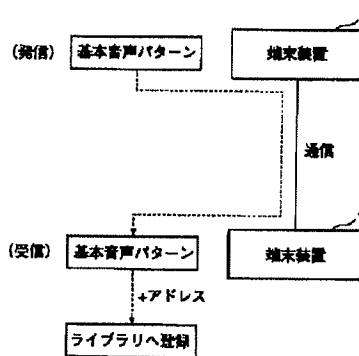 (発信) 基本音声パターン 端末装置
通信
(受信) 基本音声パターン 端末装置
+アドレス
ライブラリへ登録